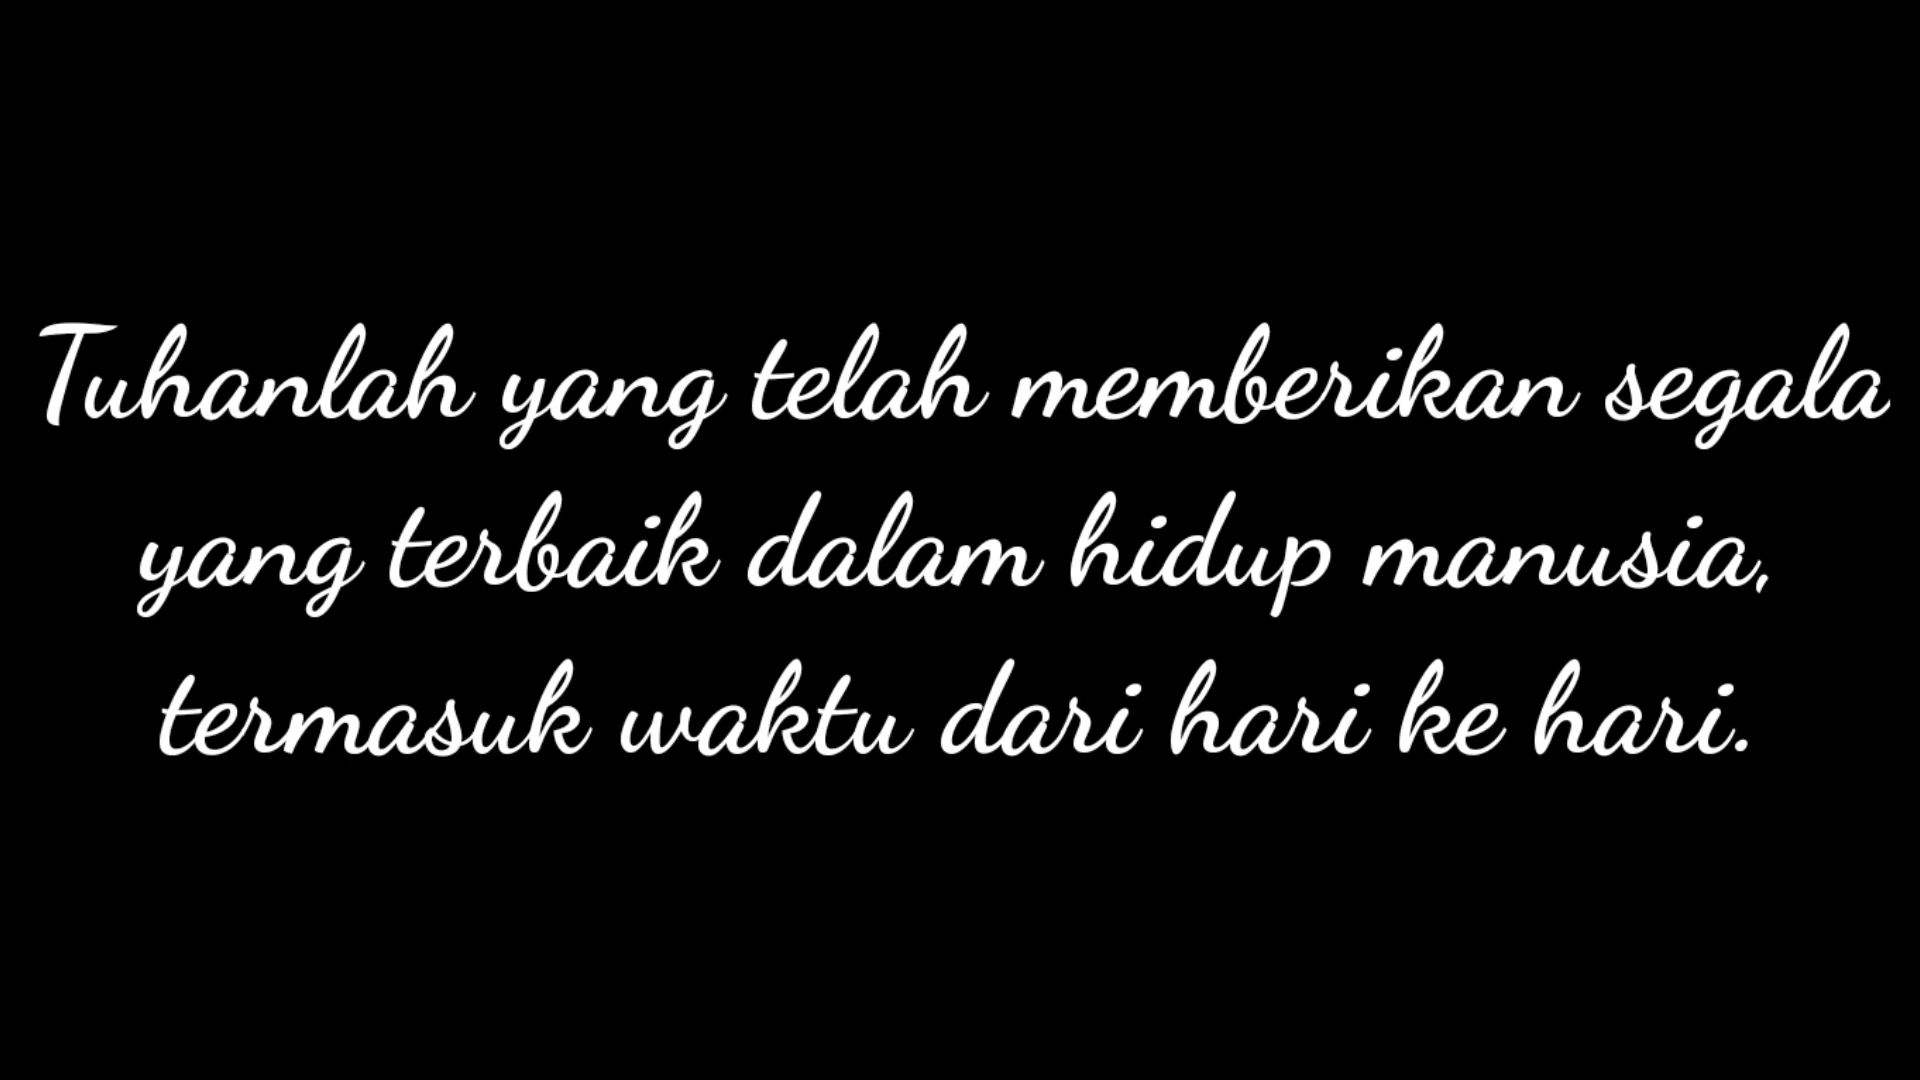 Tuhanlah yang telah memberikan segala
yang terbaik dalam hidup manusia,
termasuk waktu dari hari ke hari.